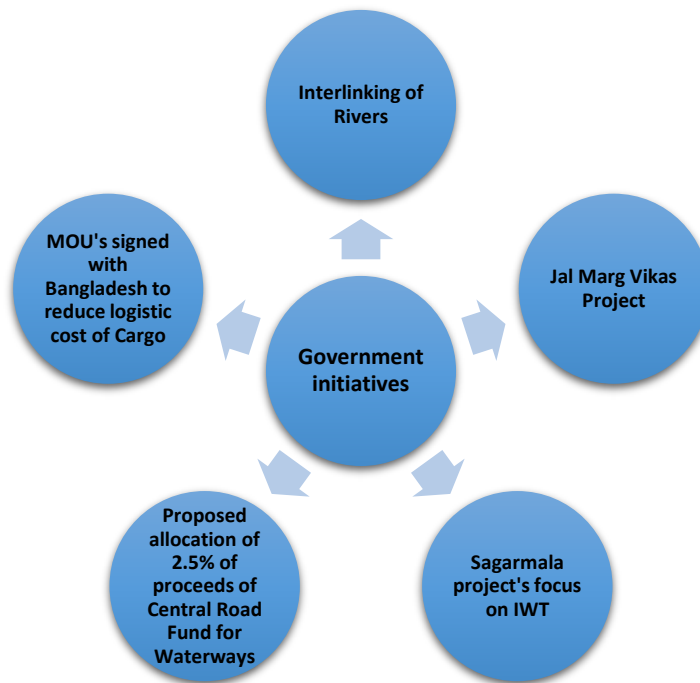 Interlinking of
Rivers
MOU's signed
with
Bangladesh to
reduce logistic
cost of Cargo
Jal Marg Vikas
Project
Government
initiatives
Proposed
allocation of
2.5% of
proceeds of
Central Road
Fund for
Waterways
Sagarmala
project's focus
on IWT